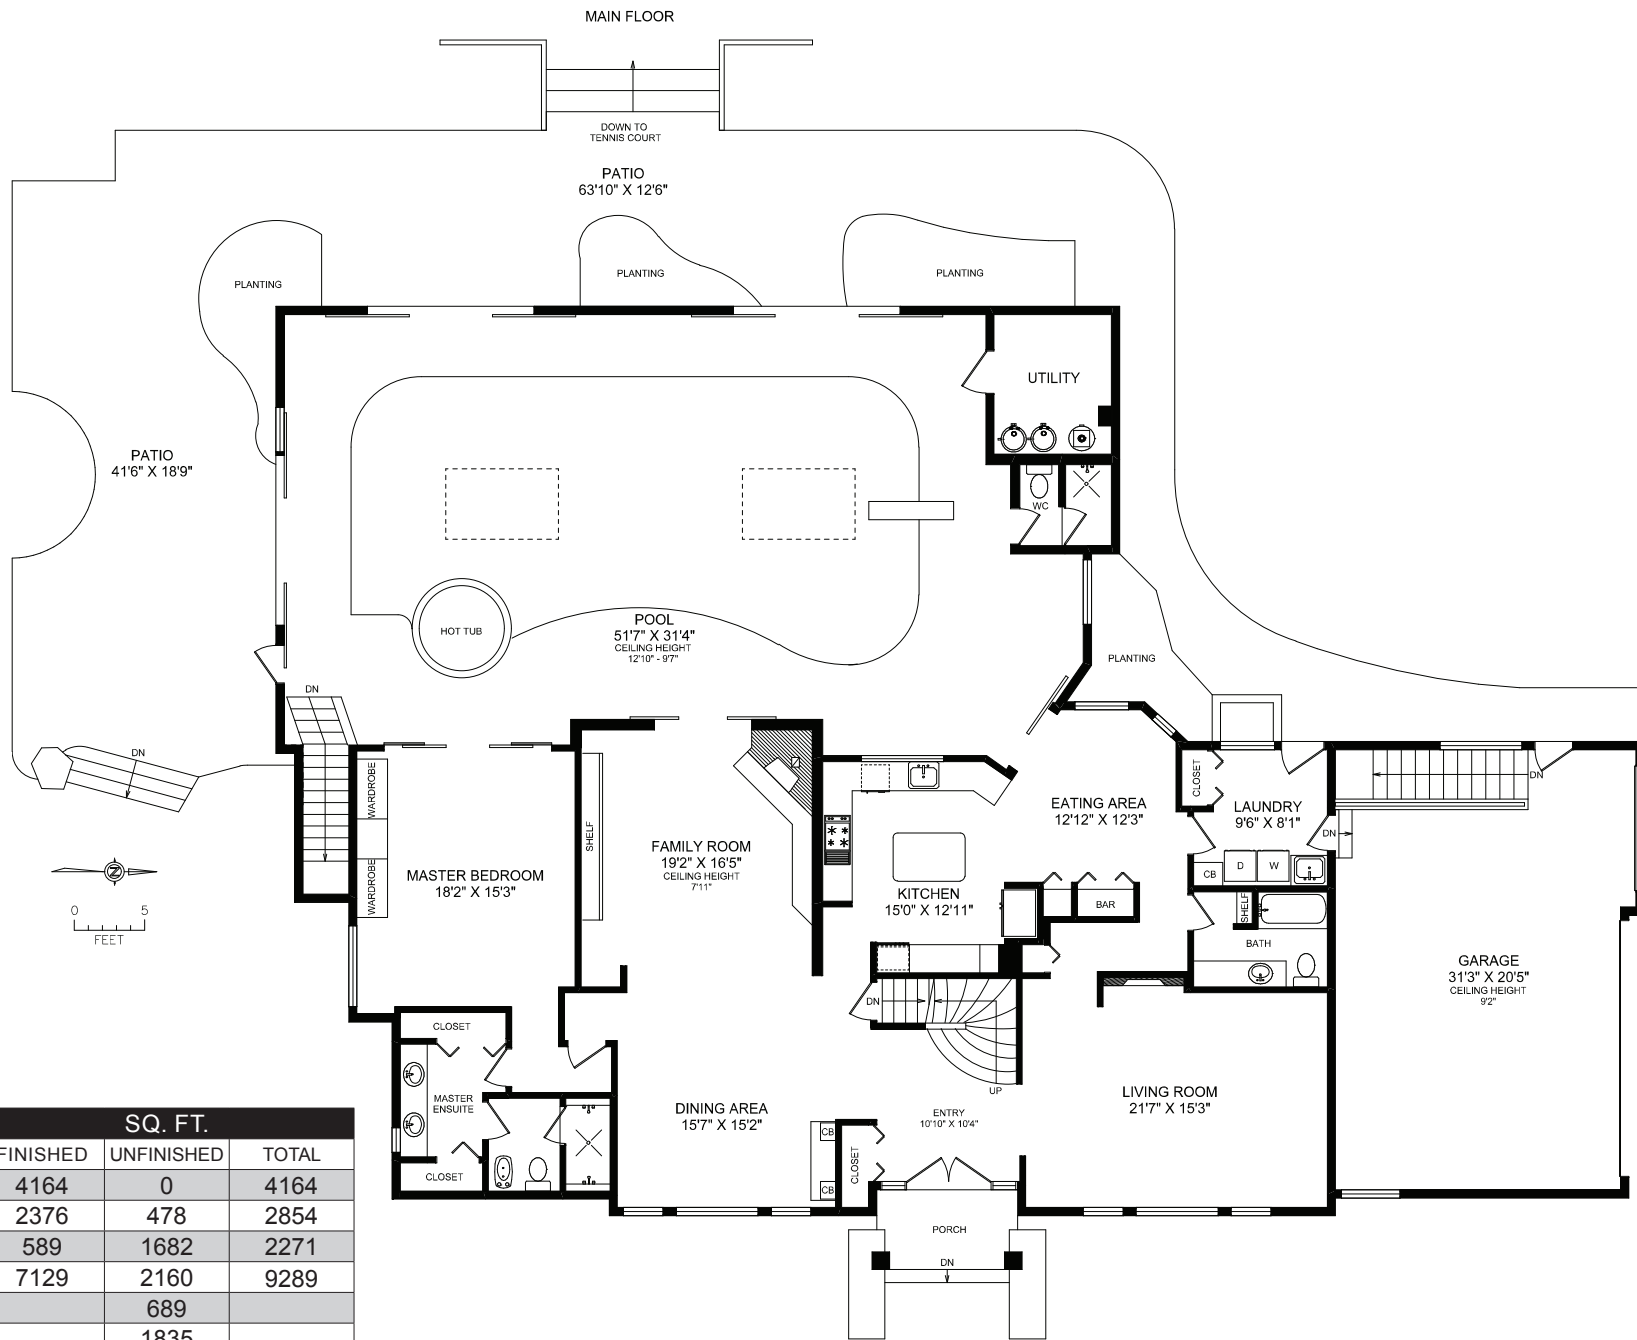 MAIN FLOOR
DOWN TO
TENNIS COURT
PATIO
63'10" X 12'6"
PLANTING
PLANTING
PLANTING
UTILITY
PATIO
41'6" X 18'9"
WC
HOT TUB
POOL
51'7" X 31'4"
CEILING HEIGHT
12'10" - 9'7"
PLANTING
DN
DN
WARDROBE
WARDROBE
SHELF
MASTER BEDROOM
18'2" X 15'3"
FAMILY ROOM
19'2" X 16'5"
CEILING HEIGHT
7'11"
KITCHEN
15'0" X 12'11"
EATING AREA
12'12" X 12'3"
BAR
CLOSET
LAUNDRY
9'6" X 8'1"
DN
DN
CB
D
W
SHELF
BATH
GARAGE
31'3" X 20'5"
CEILING HEIGHT
9'2"
N
0 5
FEET
CLOSET
MASTER
ENSUITE
CLOSET
DN
UP
DINING AREA
15'7" X 15'2"
CB
CB
CLOSET
ENTRY
10'10" X 10'4"
LIVING ROOM
21'7" X 15'3"
PORCH
DN
SQ. FT.
FINISHED UNFINISHED TOTAL
4164 0 4164
2376 478 2854
589 1682 2271
7129 2160 9289
689
1835